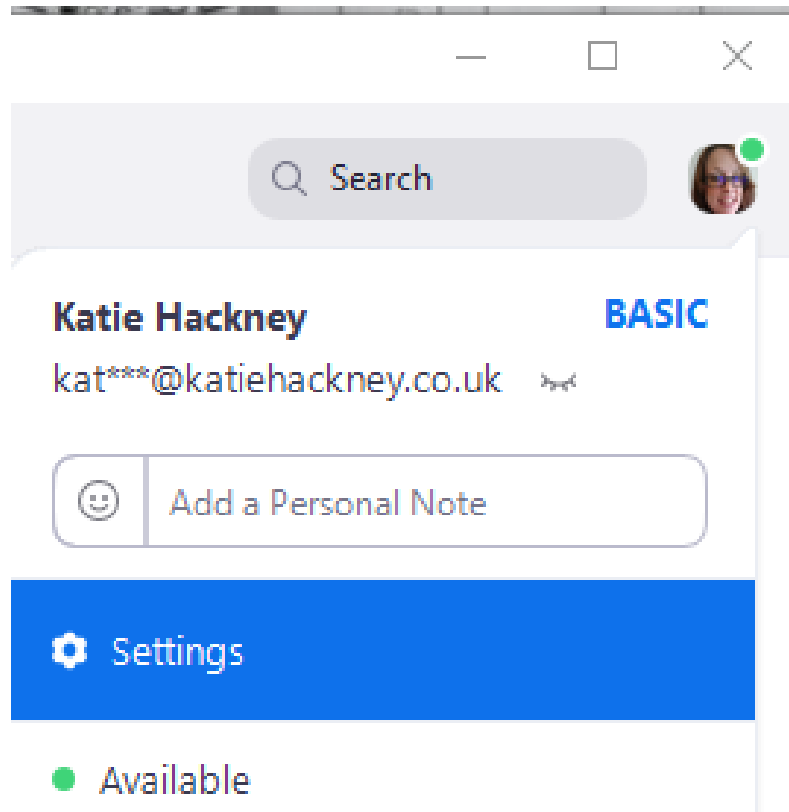 Search
Katie Hackney BASIC
kat***@katiehackney.co.uk
Add a Personal Note
Settings
Available